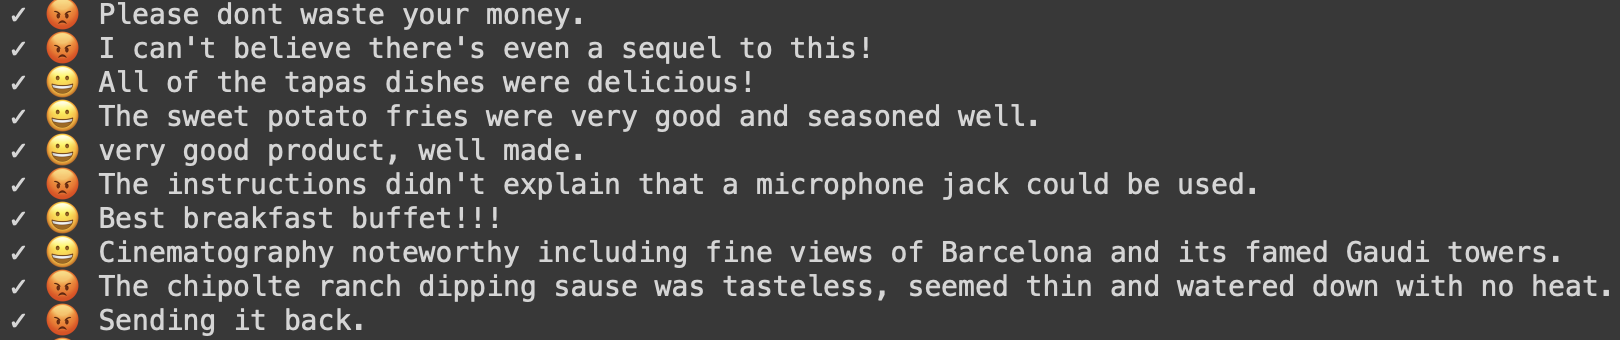 ✓ 😡 Please dont waste your money.
✓ 😡 I can't believe there's even a sequel to this!
✓ 😀 All of the tapas dishes were delicious!
✓ 😀 The sweet potato fries were very good and seasoned well.
✓ 😀 very good product, well made.
✓ 😡 The instructions didn't explain that a microphone jack could be used.
✓ 😀 Best breakfast buffet!!!
✓ 😀 Cinematography noteworthy including fine views of Barcelona and its famed Gaudi towers.
✓ 😡 The chipolte ranch dipping sause was tasteless, seemed thin and watered down with no heat.
✓ 😡 Sending it back.